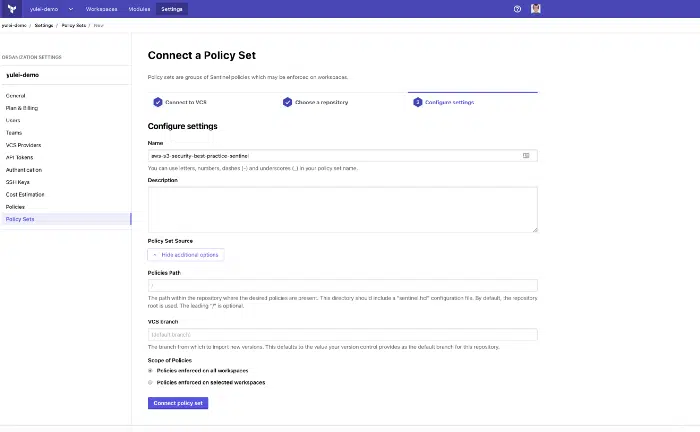 yulei-demo Workspaces Modules Settings
yulei-demo / Settings / Policy Sets / New
ORGANIZATION SETTINGS
yulei-demo
General
Plan & Billing
Users
Teams
VCS Providers
API Tokens
Authentication
SSH Keys
Cost Estimation
Policies
Policy Sets
Connect a Policy Set
Policy sets are groups of Sentinel policies which may be enforced on workspaces.
Connect to VCS
Choose a repository
3 Configure settings
Configure settings
Name
aws-s3-security-best-practice-sentinel
You can use letters, numbers, dashes (-) and underscores (_) in your policy set name.
Description
Policy Set Source
Hide additional options
Policies Path
/
The path within the repository where the desired policies are present. This directory should include a "sentinel.hcl" configuration file. By default, the repository
root is used. The leading "/" is optional.
VCS branch
(default branch)
The branch from which to import new versions. This defaults to the value your version control provides as the default branch for this repository.
Scope of Policies
Policies enforced on all workspaces
Policies enforced on selected workspaces
Connect policy set